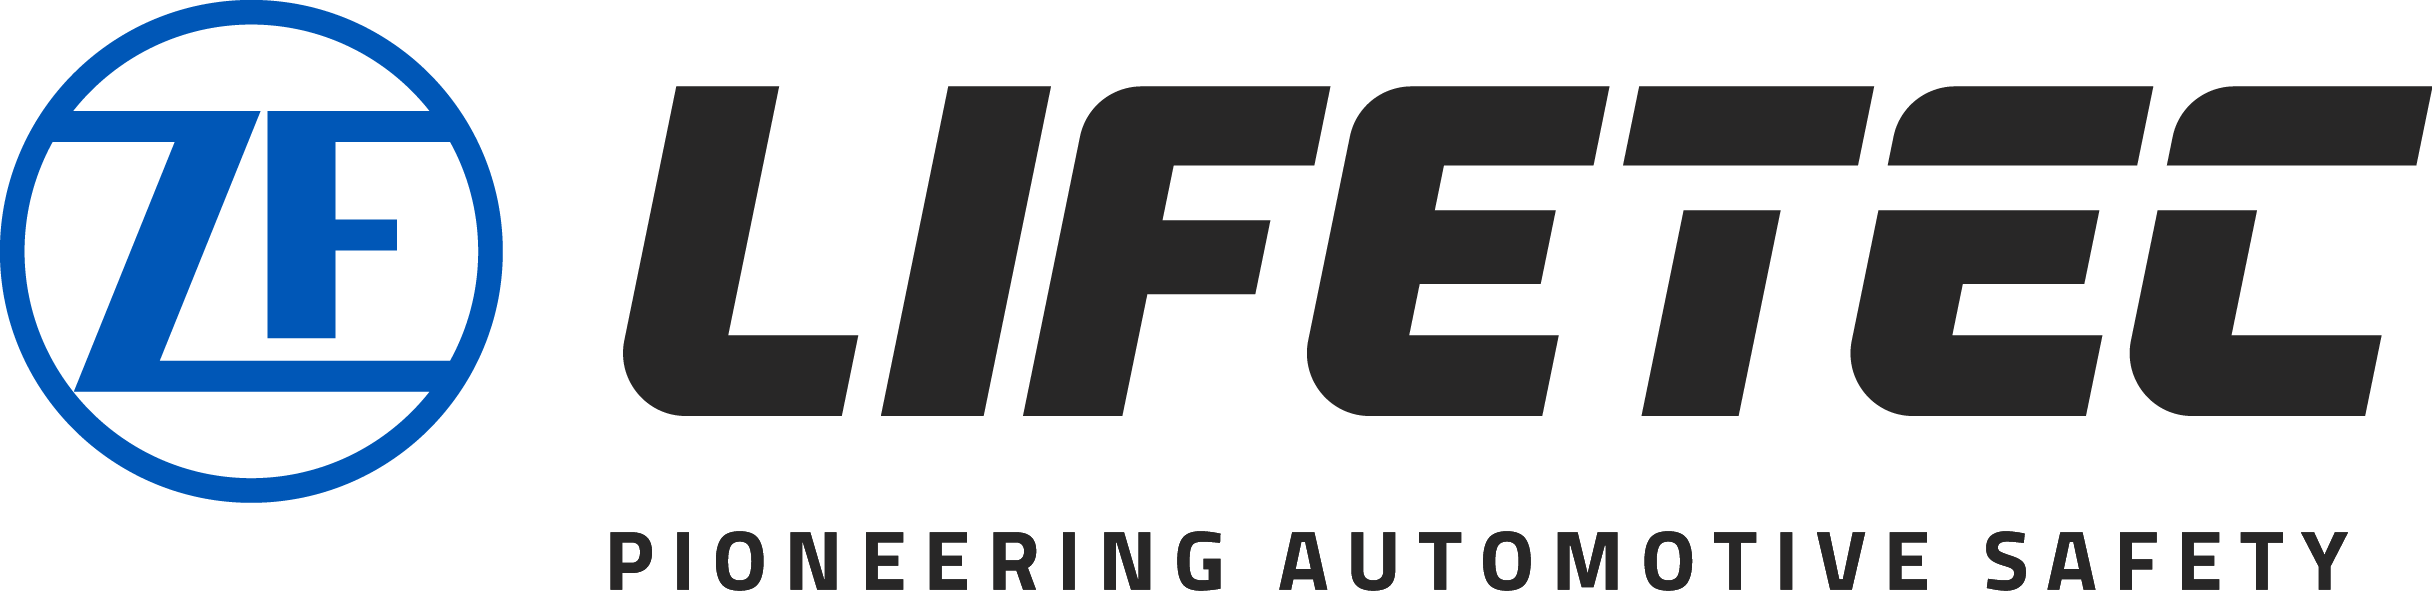 ZF LIFETEC
PIONEERING AUTOMOTIVE SAFETY